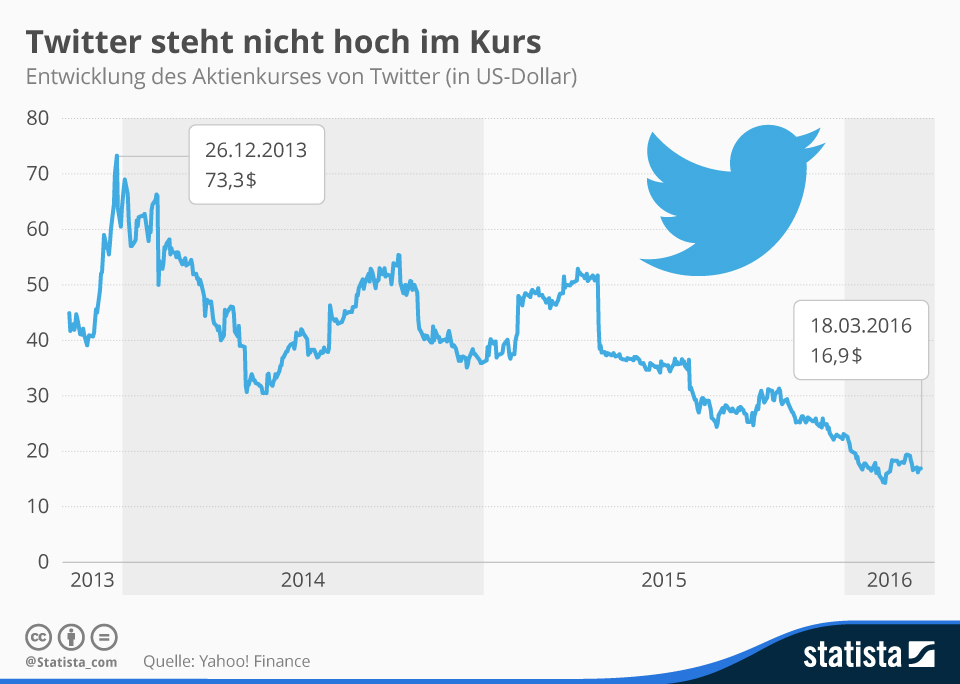 Twitter steht nicht hoch im Kurs
Entwicklung des Aktienkurses von Twitter (in US-Dollar)
80
70
60
50
40
30
20
10
0
26.12.2013
73,3$
18.03.2016
16,9$
2013
2014
2015
2016
cc
@Statista_com
Quelle: Yahoo! Finance
statista